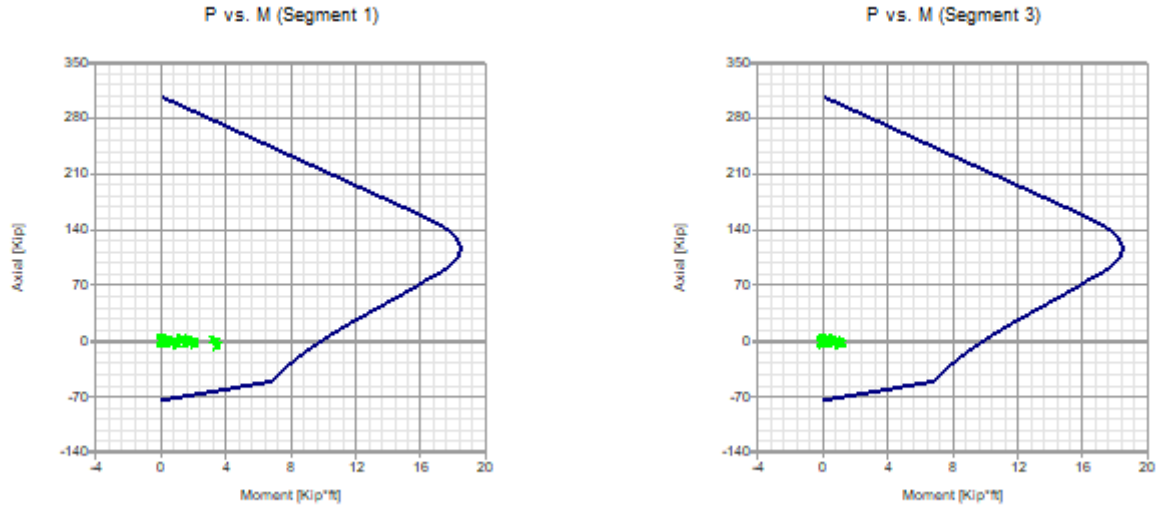 P vs. M (Segment 1)
350
280
210
140
70
0
-70
-140
Axial [Kip]
-4 0 4 8 12 16 20
Moment [Kip*ft]
P vs. M (Segment 3)
350
280
210
140
70
0
-70
-140
Axial [Kip]
-4 0 4 8 12 16 20
Moment [Kip*ft]